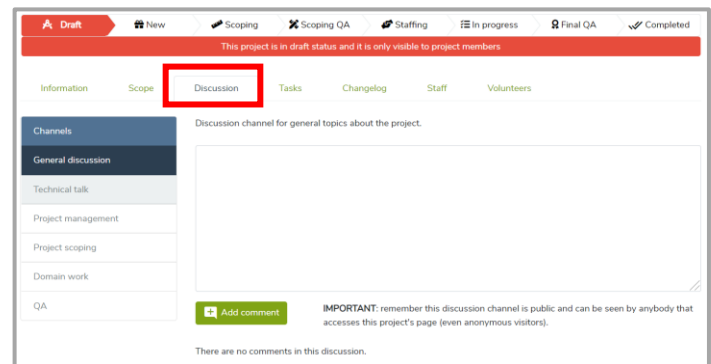 Draft New Scoping Scoping QA Staffing In progress Final QA Completed
This project is in draft status and it is only visible to project members
Information Scope Discussion Tasks Changelog Staff Volunteers
Channels
General discussion
Technical talk
Project management
Project scoping
Domain work
QA
Discussion channel for general topics about the project.
Add comment
IMPORTANT: remember this discussion channel is public and can be seen by anybody that
accesses this project's page (even anonymous visitors).
There are no comments in this discussion.